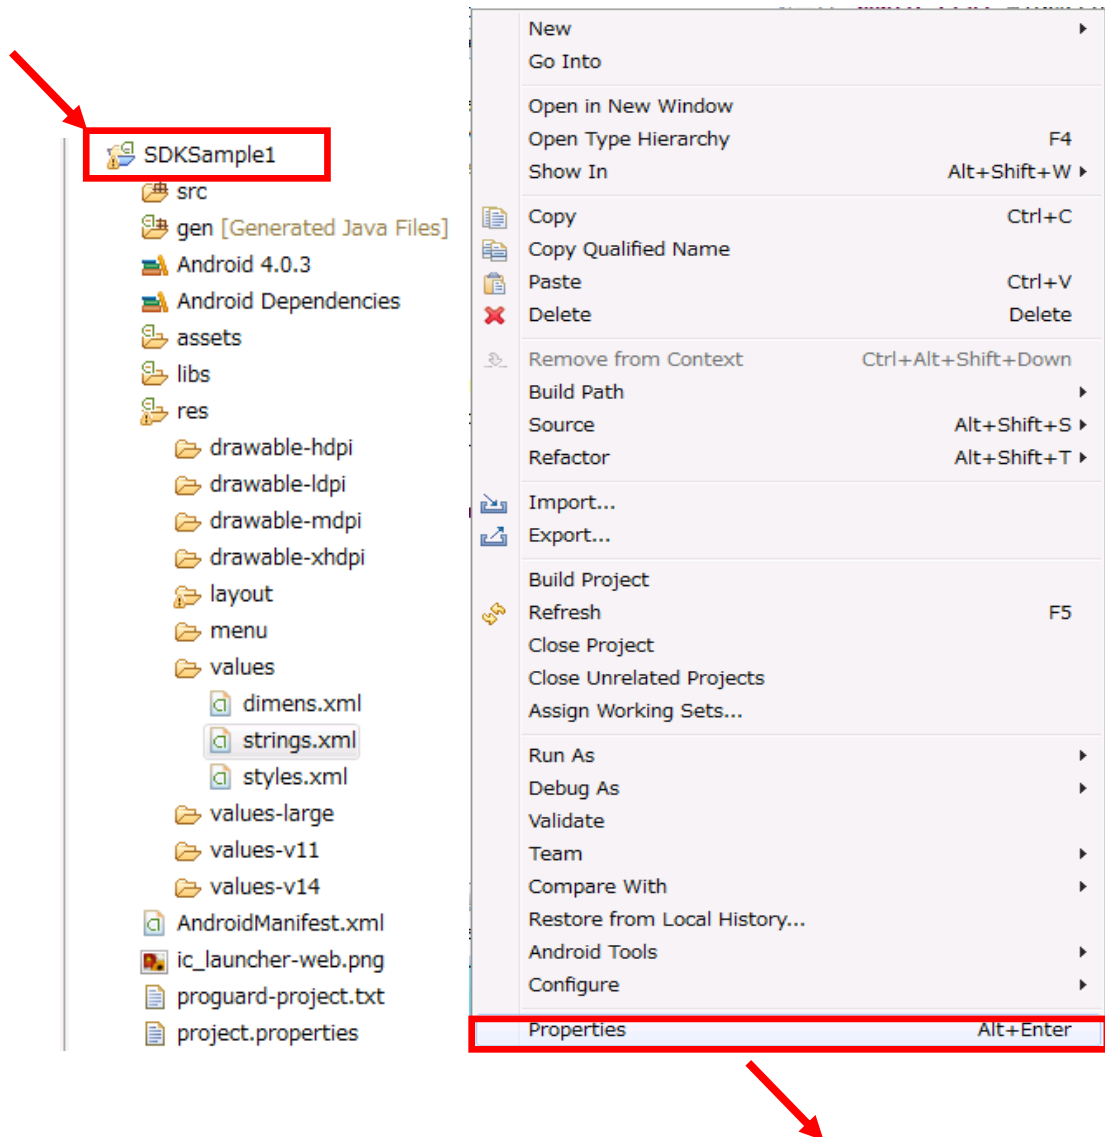 SDKSample1
src
gen [Generated Java Files]
Android 4.0.3
Android Dependencies
assets
libs
res
drawable-hdpi
drawable-ldpi
drawable-mdpi
drawable-xhdpi
layout
menu
values
dimens.xml
strings.xml
styles.xml
values-large
values-v11
values-v14
AndroidManifest.xml
ic_launcher-web.png
proguard-project.txt
project.properties
New
Go Into
Open in New Window
Open Type Hierarchy F4
Show In Alt+Shift+W
Copy Ctrl+C
Copy Qualified Name
Paste Ctrl+V
Delete Delete
Remove from Context Ctrl+Alt+Shift+Down
Build Path
Source Alt+Shift+S
Refactor Alt+Shift+T
Import...
Export...
Build Project
Refresh F5
Close Project
Close Unrelated Projects
Assign Working Sets...
Run As
Debug As
Validate
Team
Compare With
Restore from Local History...
Android Tools
Configure
Properties Alt+Enter